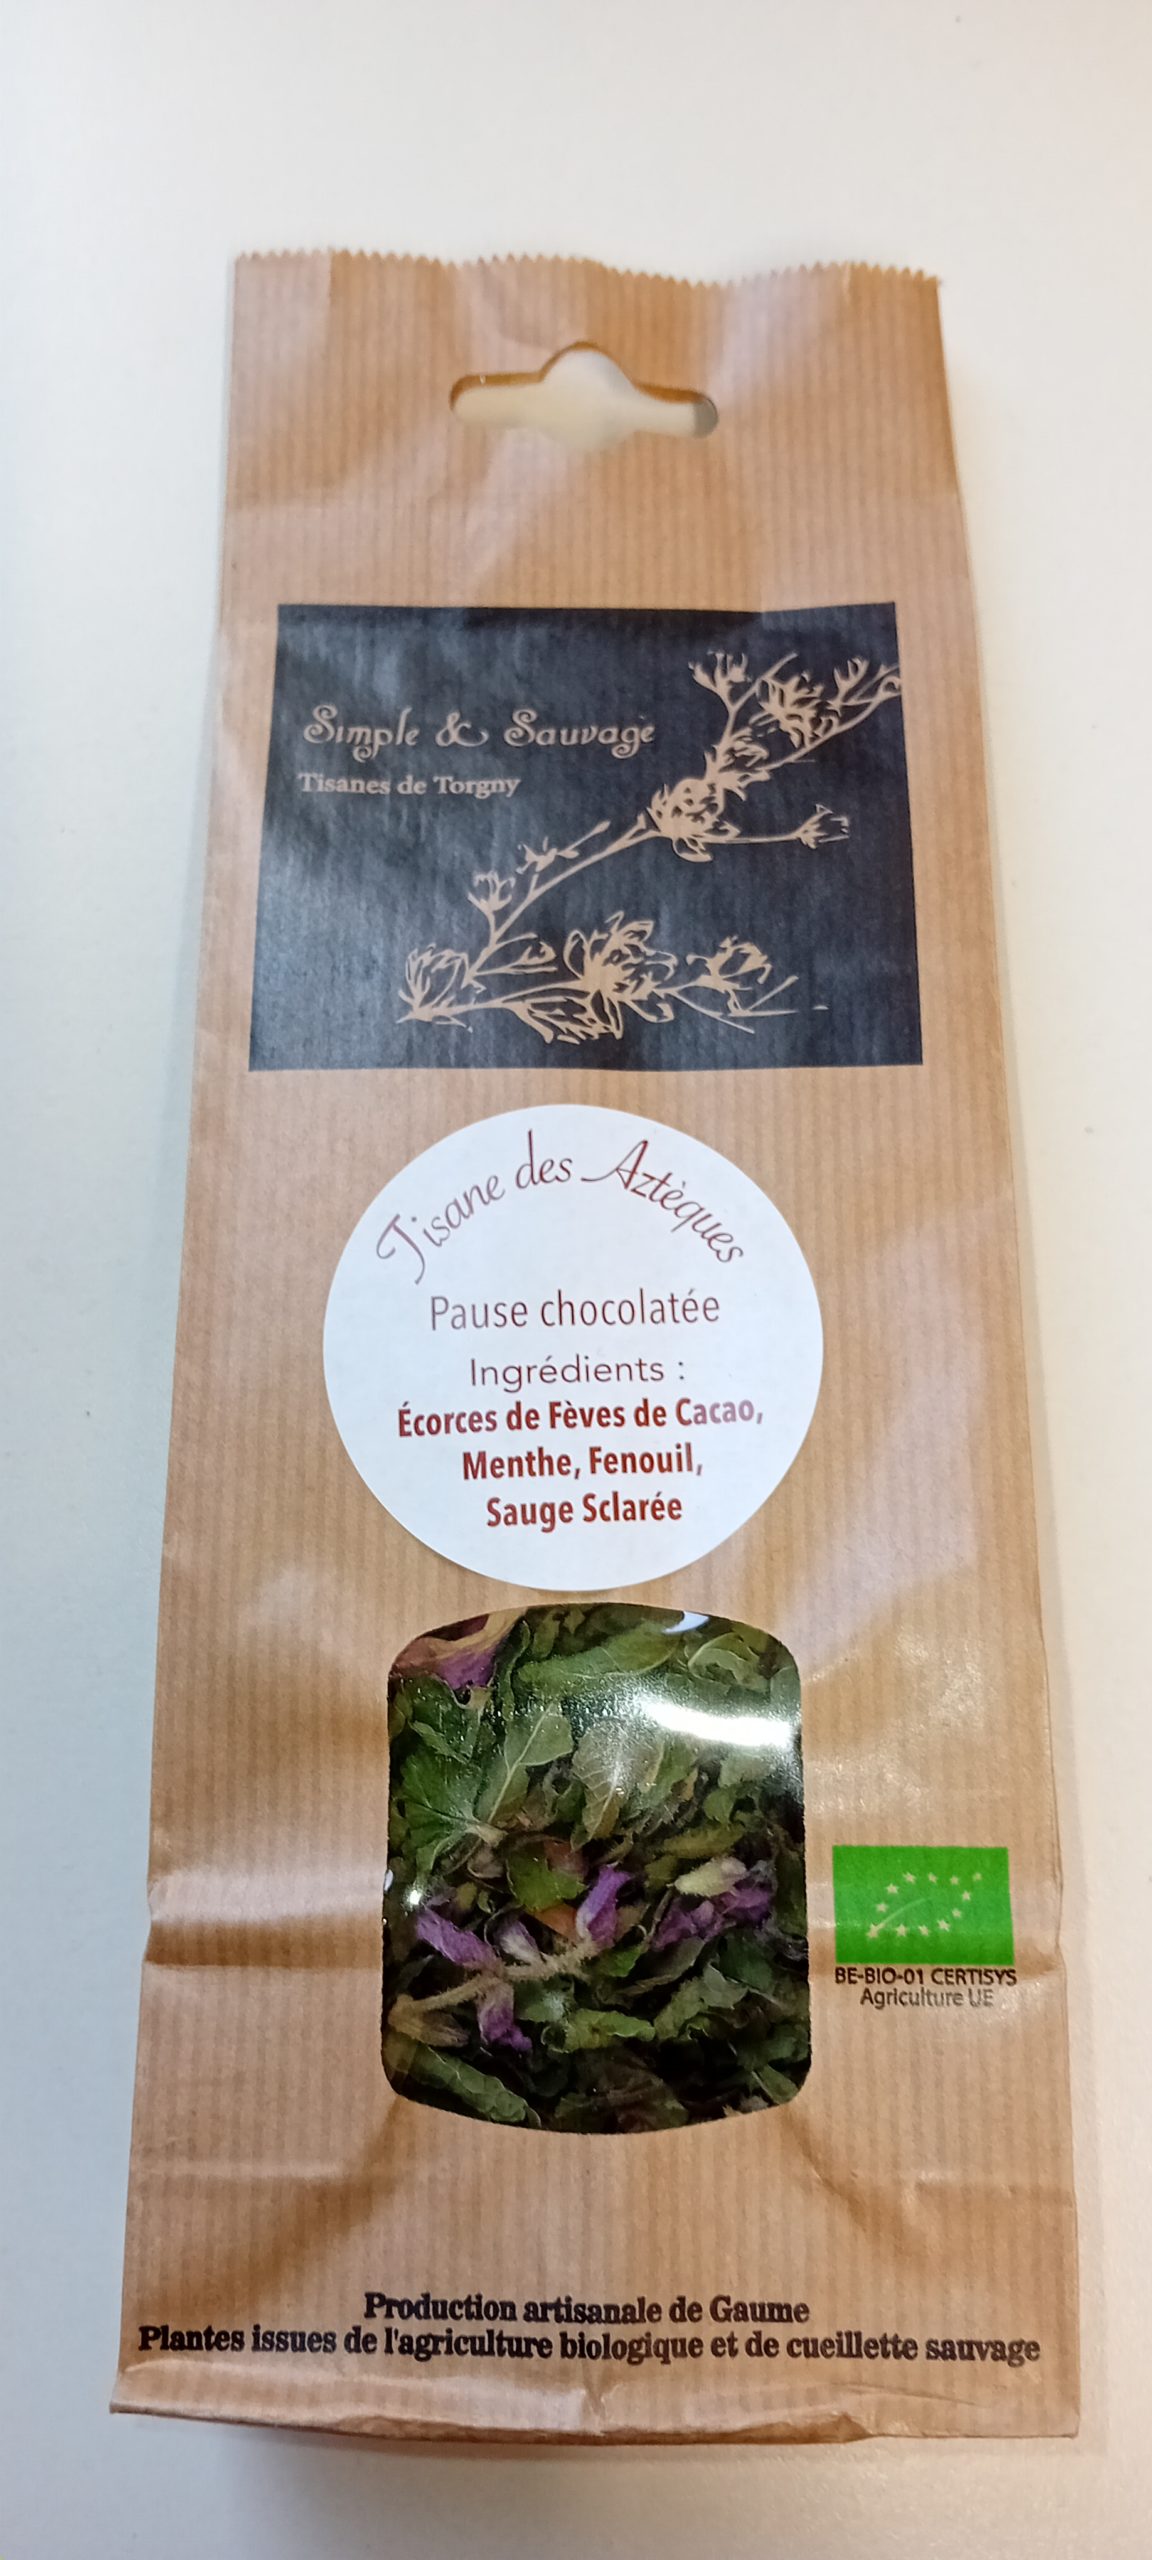 Simple & Sauvage
Tisanes de Torgny
Tisane des Aztèques
Pause chocolatée
Ingrédients :
Écorces de Fèves de Cacao,
Menthe, Fenouil,
Sauge Sclarée
BE-BIO-01 CERTISYS
Agriculture UE
Production artisanale de Gaume
Plantes issues de l'agriculture biologique et de cueillette sauvage